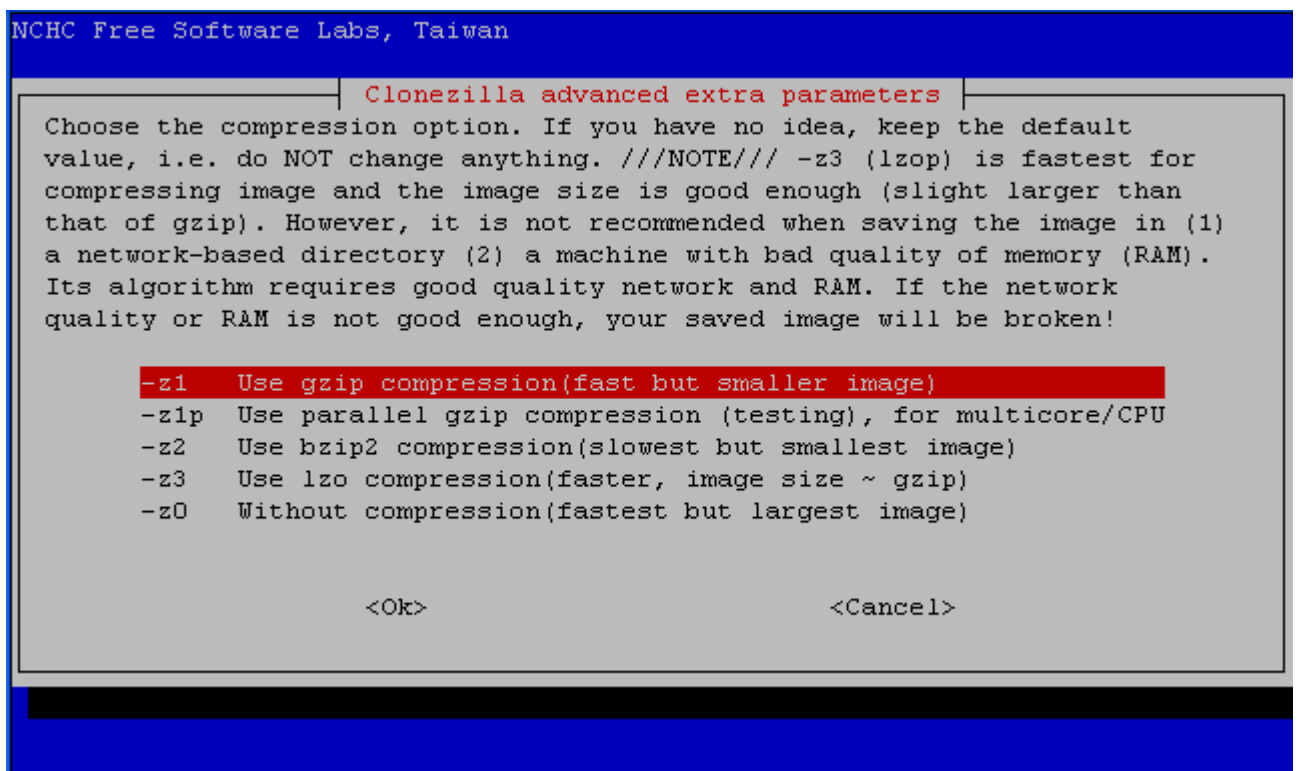 NCHC Free Software Labs, Taiwan
Clonezilla advanced extra parameters
Choose the compression option. If you have no idea, keep the default
value, i.e. do NOT change anything. ///NOTE/// -z3 (lzop) is fastest for
compressing image and the image size is good enough (slight larger than
that of gzip). However, it is not recommended when saving the image in (1)
a network-based directory (2) a machine with bad quality of memory (RAM).
Its algorithm requires good quality network and RAM. If the network
quality or RAM is not good enough, your saved image will be broken!
-z1 Use gzip compression(fast but smaller image)
-z1p Use parallel gzip compression (testing), for multicore/CPU
-z2 Use bzip2 compression(slowest but smallest image)
-z3 Use lzo compression(faster, image size ~ gzip)
-z0 Without compression(fastest but largest image)
<Ok> <Cancel>